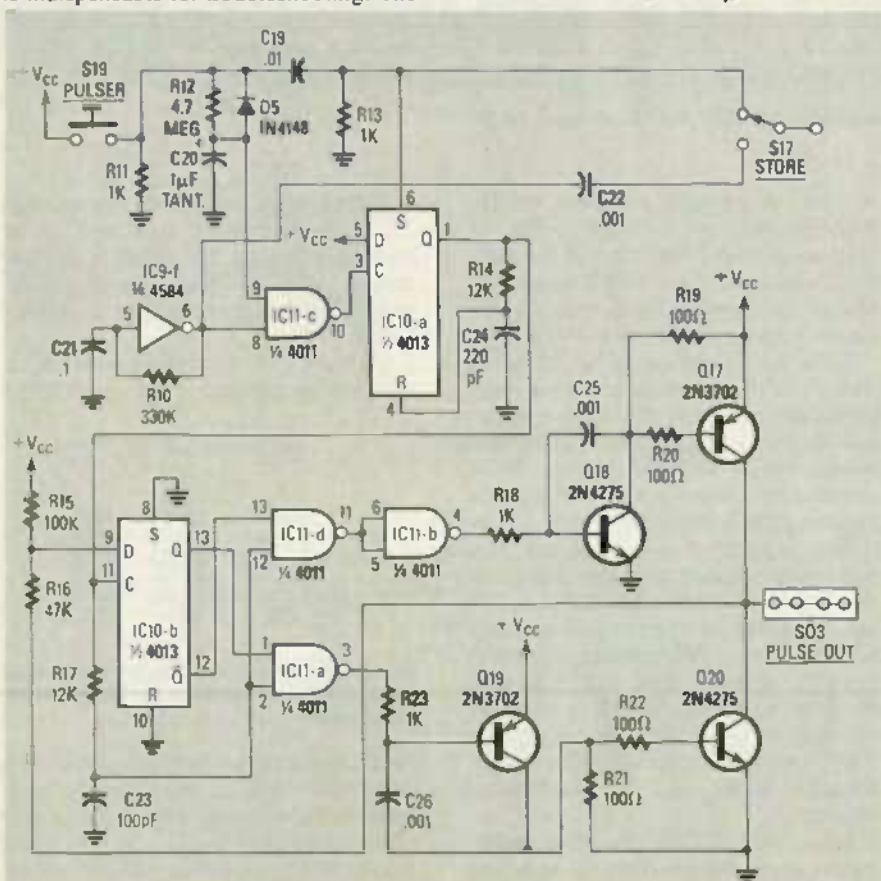 is indispensable for troubleshooting. The
+VCC
S19
PULSER
R11
1K
R12
4.7
MEG
C20
1µF
TANT.
D5
IN4148
C19
.01
R13
1K
S17
STORE
C22
.001
IC9-f
⅙ 4584
5
6
C21
.1
R10
330K
9
8
IC11-c
10
¼ 4011
+VCC
6
S
5
D
Q
1
3
C
IC10-a
½ 4013
R
4
R14
12K
C24
220
pF
+VCC
R19
100Ω
Q17
2N3702
R20
100Ω
C25
.001
Q18
2N4275
R18
1K
+VCC
R15
100K
R16
47K
R17
12K
C23
100pF
8
S
9
D
Q
13
11
C
IC10-b
½ 4013
Q̅
12
R
10
13
12
IC11-d
11
¼ 4011
6
5
IC11-b
4
¼ 4011
1
2
IC11-a
3
¼ 4011
R23
1K
C26
.001
+VCC
Q19
2N3702
R22
100Ω
R21
100Ω
Q20
2N4275
SO3
PULSE OUT